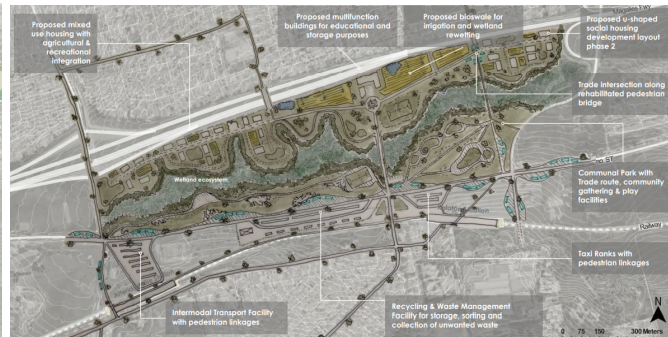 Proposed mixed
use housing with
agricultural &
recreational
integration
Proposed multifunction
buildings for educational and
storage purposes
Proposed bioswale for
irrigation and wetland
rewetting
Proposed u-shaped
social housing
development layout
phase 2
Trade intersection along
rehabilitated pedestrian
bridge
Wetland ecosystem
Communal Park with
Trade route, community
gathering & play
facilities
Railway
Taxi Ranks with
pedestrian linkages
Intermodal Transport Facility
with pedestrian linkages
Recycling & Waste Management
Facility for storage, sorting and
collection of unwanted waste
N
0 75 150 300 Meters